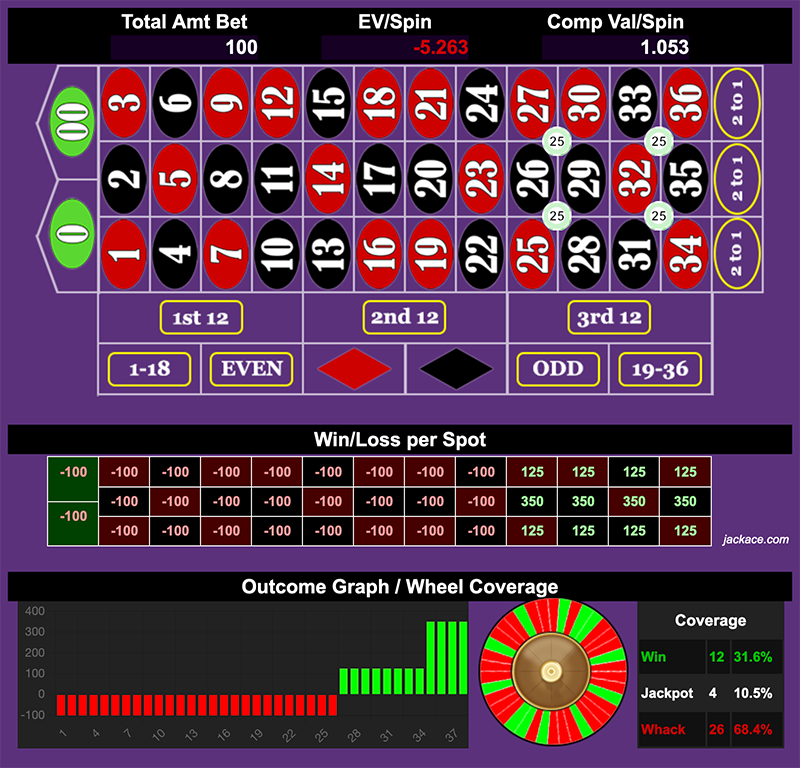 Total Amt Bet EV/Spin Comp Val/Spin
100 -5.263 1.053
00 3 6 9 12 15 18 21 24 27 30 33 36 2 to 1
25 25
0 2 5 8 11 14 17 20 23 26 29 32 35 2 to 1
25 25
1 4 7 10 13 16 19 22 25 28 31 34 2 to 1
1st 12 2nd 12 3rd 12
1-18 EVEN ODD 19-36
Win/Loss per Spot
-100 -100 -100 -100 -100 -100 -100 -100 -100 125 125 125 125
-100 -100 -100 -100 -100 -100 -100 -100 350 350 350 350
-100 -100 -100 -100 -100 -100 -100 -100 -100 125 125 125 125
jackace.com
Outcome Graph / Wheel Coverage
400
300
200
100
0
-100
1 4 7 10 13 16 19 22 25 28 31 34 37
Coverage
Win 12 31.6%
Jackpot 4 10.5%
Whack 26 68.4%